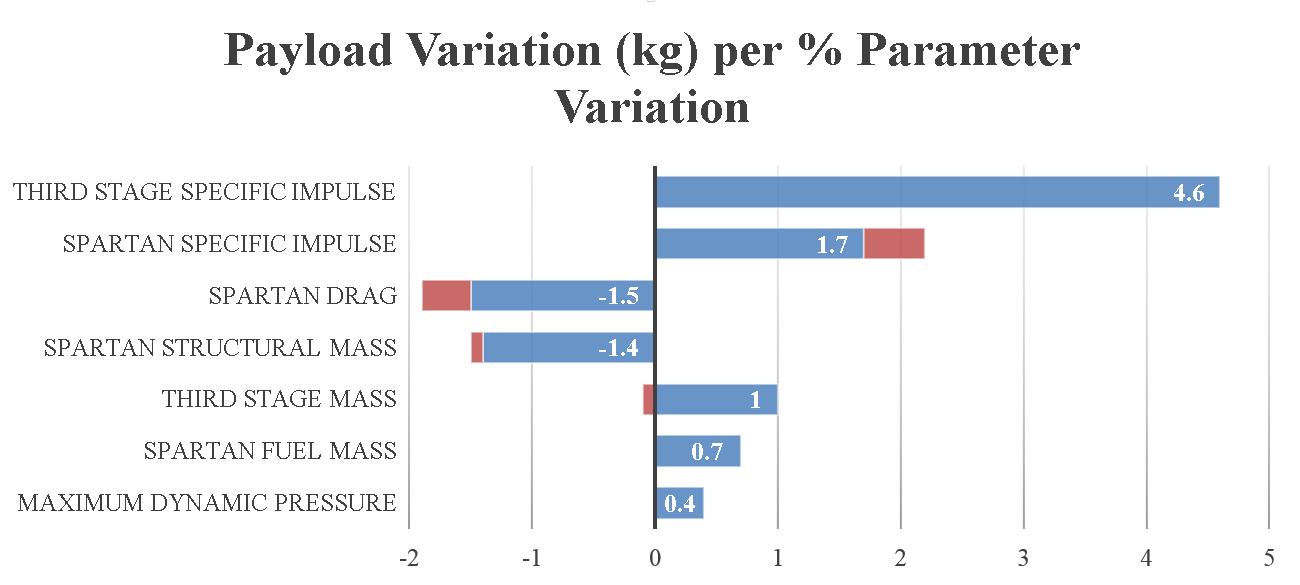 Payload Variation (kg) per % Parameter
Variation
THIRD STAGE SPECIFIC IMPULSE
4.6
SPARTAN SPECIFIC IMPULSE
1.7
SPARTAN DRAG
-1.5
SPARTAN STRUCTURAL MASS
-1.4
THIRD STAGE MASS
1
SPARTAN FUEL MASS
0.7
MAXIMUM DYNAMIC PRESSURE
0.4
-2 -1 0 1 2 3 4 5